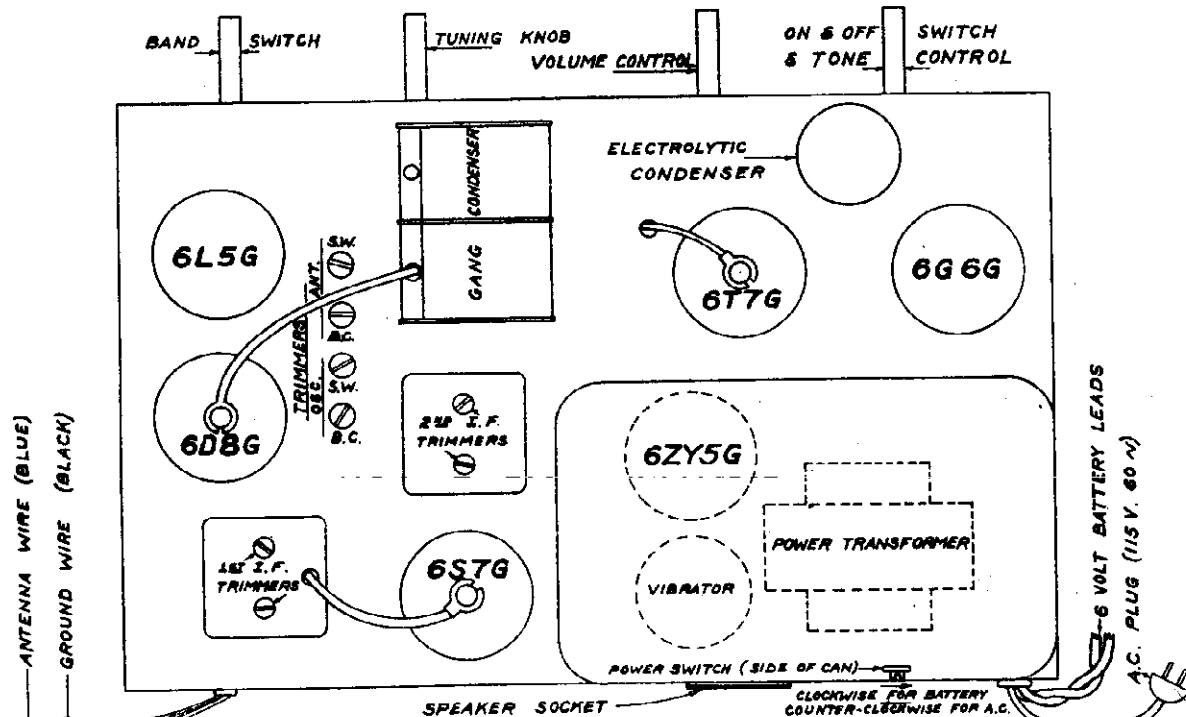 BAND SWITCH
TUNING KNOB
VOLUME CONTROL
ON & OFF SWITCH
& TONE CONTROL
ELECTROLYTIC
CONDENSER
CONDENSER
GANG
6L5G
S.W.
ANT.
B.C.
TRIMMERS
OSC.
S.W.
B.C.
6T7G
6G6G
6D8G
2ND I.F.
TRIMMERS
6ZY5G
POWER TRANSFORMER
VIBRATOR
1ST I.F.
TRIMMERS
6S7G
ANTENNA WIRE (BLUE)
GROUND WIRE (BLACK)
6 VOLT BATTERY LEADS
A.C. PLUG (115 V. 60 ~)
POWER SWITCH (SIDE OF CAN)
SPEAKER SOCKET
CLOCKWISE FOR BATTERY
COUNTER-CLOCKWISE FOR A.C.